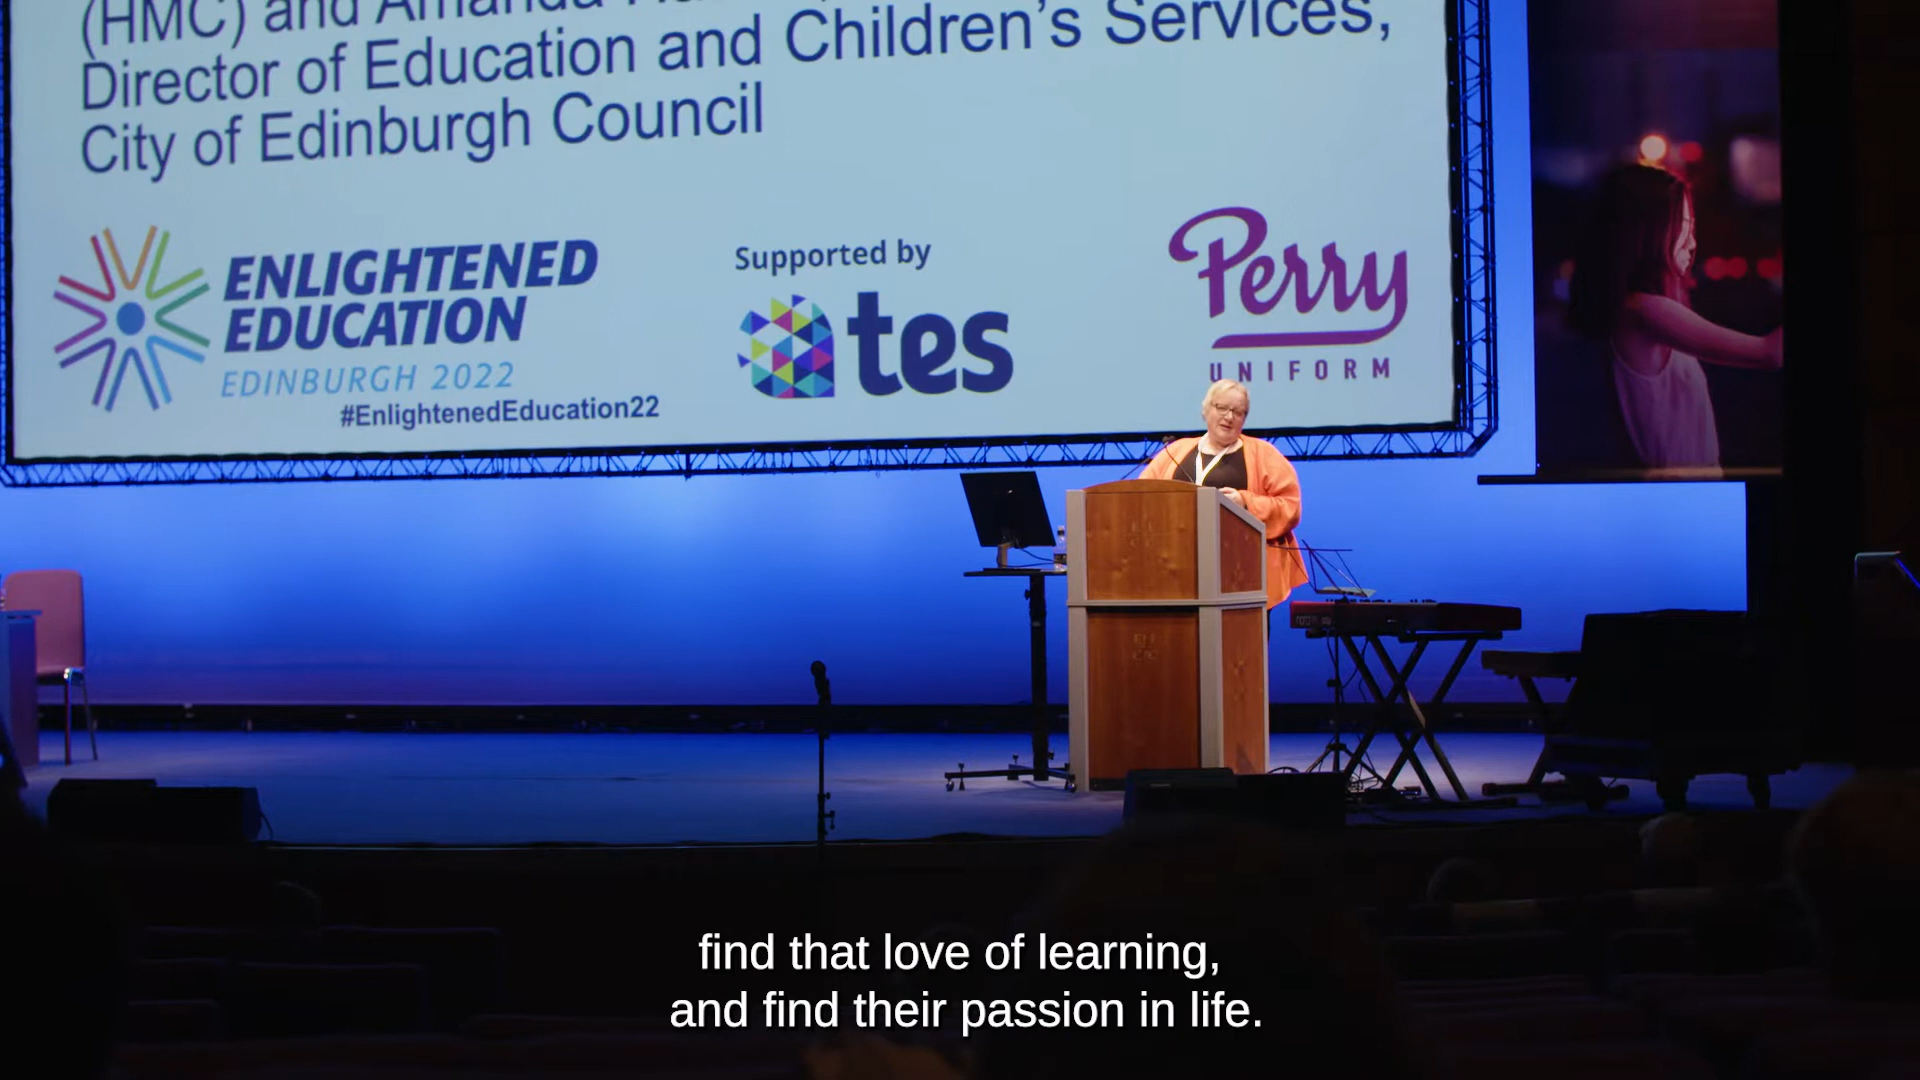 (HMC) and Amanda
Director of Education and Children's Services,
City of Edinburgh Council
ENLIGHTENED
EDUCATION
EDINBURGH 2022
#EnlightenedEducation22
Supported by
tes
Perry
UNIFORM
find that love of learning,
and find their passion in life.